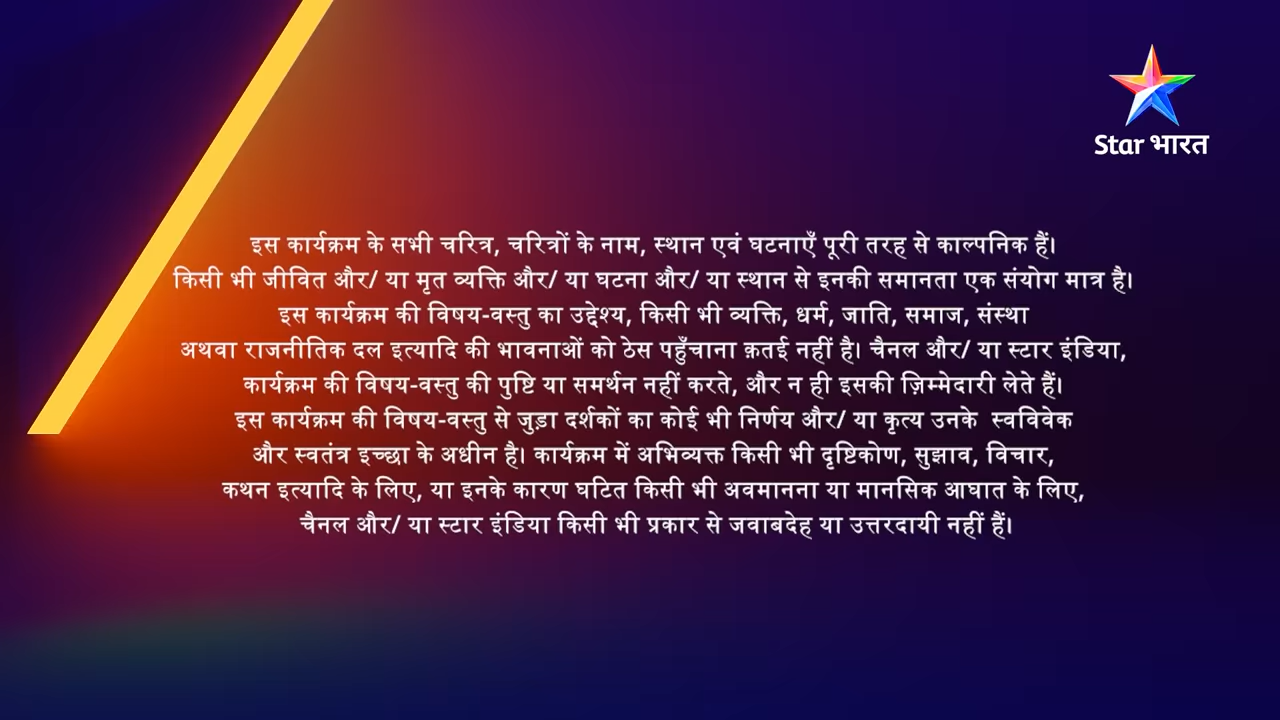 Star भारत
इस कार्यक्रम के सभी चरित्र, चरित्रों के नाम, स्थान एवं घटनाएँ पूरी तरह से काल्पनिक हैं।
किसी भी जीवित और/ या मृत व्यक्ति और/ या घटना और/ या स्थान से इनकी समानता एक संयोग मात्र है।
इस कार्यक्रम की विषय-वस्तु का उद्देश्य, किसी भी व्यक्ति, धर्म, जाति, समाज, संस्था
अथवा राजनीतिक दल इत्यादि की भावनाओं को ठेस पहुँचाना क़तई नहीं है। चैनल और/ या स्टार इंडिया,
कार्यक्रम की विषय-वस्तु की पुष्टि या समर्थन नहीं करते, और न ही इसकी ज़िम्मेदारी लेते हैं।
इस कार्यक्रम की विषय-वस्तु से जुड़ा दर्शकों का कोई भी निर्णय और/ या कृत्य उनके स्वविवेक
और स्वतंत्र इच्छा के अधीन है। कार्यक्रम में अभिव्यक्त किसी भी दृष्टिकोण, सुझाव, विचार,
कथन इत्यादि के लिए, या इनके कारण घटित किसी भी अवमानना या मानसिक आघात के लिए,
चैनल और/ या स्टार इंडिया किसी भी प्रकार से जवाबदेह या उत्तरदायी नहीं हैं।